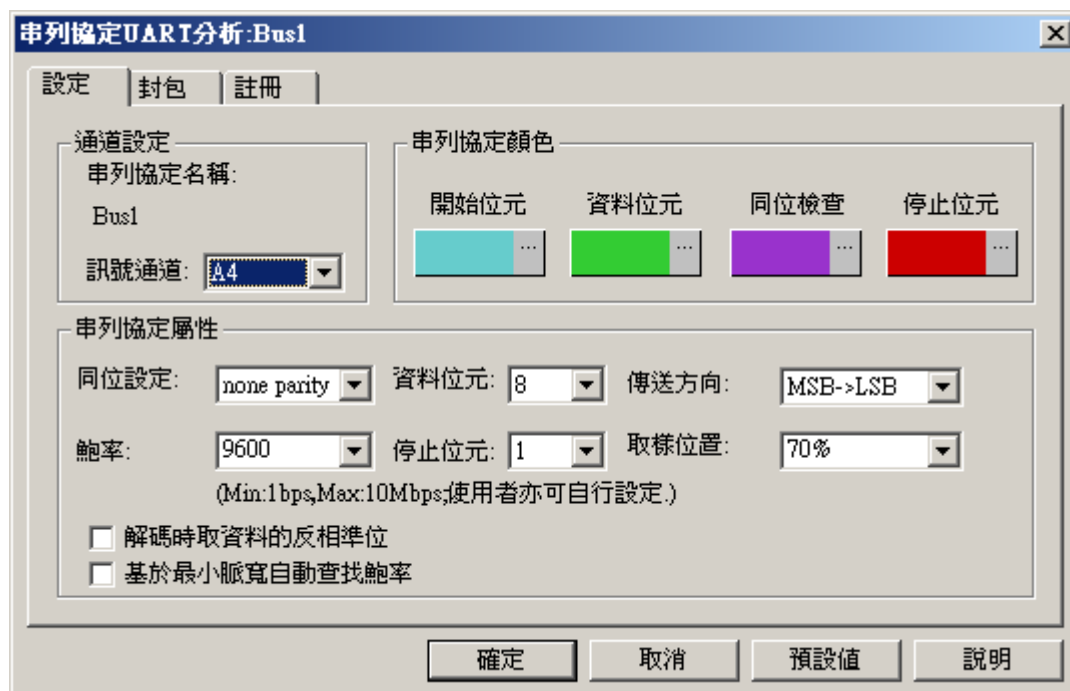 串列協定UART分析:Bus1
設定 封包 註冊
通道設定
串列協定名稱:
Bus1
訊號通道: A4
串列協定顏色
開始位元 資料位元 同位檢查 停止位元
... ... ... ...
串列協定屬性
同位設定: none parity 資料位元: 8 傳送方向: MSB->LSB
鮑率: 9600 停止位元: 1 取樣位置: 70%
(Min:1bps,Max:10Mbps;使用者亦可自行設定.)
解碼時取資料的反相準位
基於最小脈寬自動查找鮑率
確定 取消 預設值 說明